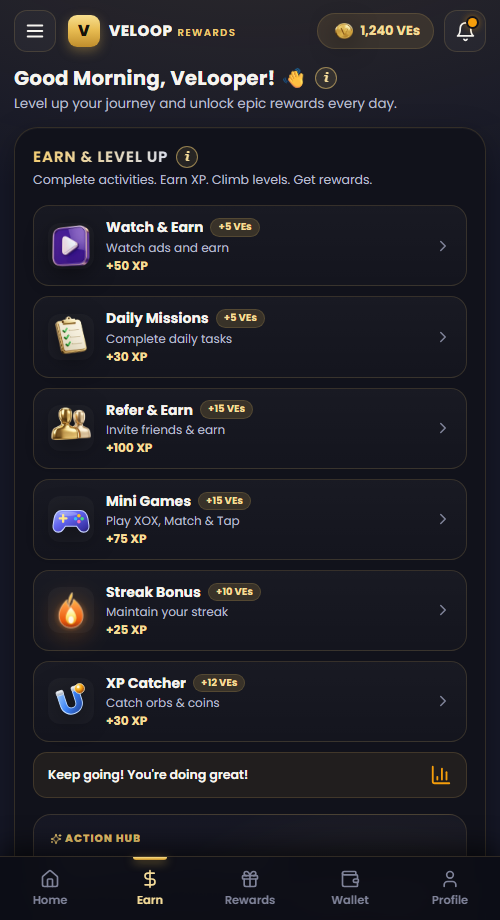 V VELOOP REWARDS 1,240 VEs
Good Morning, VeLooper! 👋 i
Level up your journey and unlock epic rewards every day.
EARN & LEVEL UP i
Complete activities. Earn XP. Climb levels. Get rewards.
Watch & Earn +5 VEs
Watch ads and earn
+50 XP
Daily Missions +5 VEs
Complete daily tasks
+30 XP
Refer & Earn +15 VEs
Invite friends & earn
+100 XP
Mini Games +15 VEs
Play XOX, Match & Tap
+75 XP
Streak Bonus +10 VEs
Maintain your streak
+25 XP
XP Catcher +12 VEs
Catch orbs & coins
+30 XP
Keep going! You're doing great!
ACTION HUB
Home Earn Rewards Wallet Profile